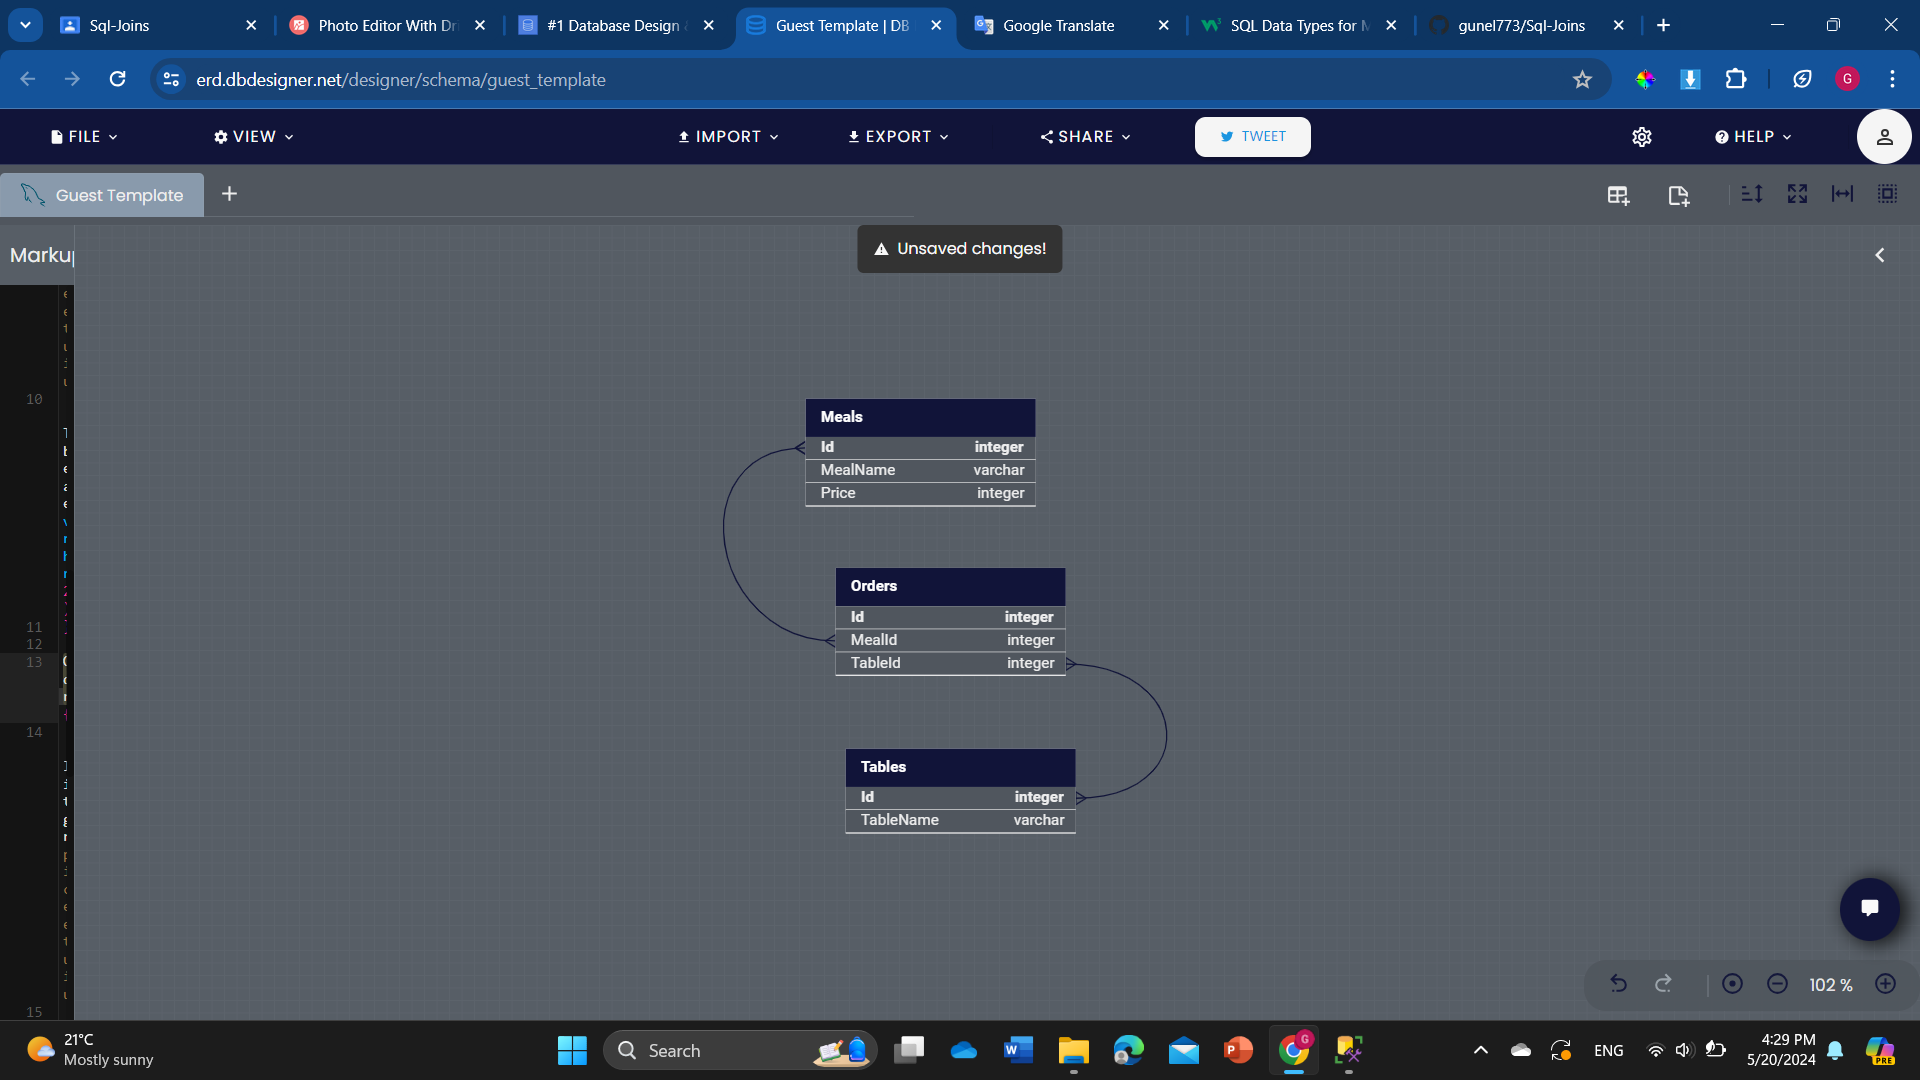 Sql-Joins
Photo Editor With Dr
#1 Database Design
Guest Template | DB
Google Translate
SQL Data Types for M
gunel773/Sql-Joins
erd.dbdesigner.net/designer/schema/guest_template
G
FILE
VIEW
IMPORT
EXPORT
SHARE
TWEET
HELP
Guest Template
Unsaved changes!
Marku
10
11
12
13
14
15
Meals
Id integer
MealName varchar
Price integer
Orders
Id integer
MealId integer
TableId integer
Tables
Id integer
TableName varchar
102 %
21°C
Mostly sunny
Search
ENG
4:29 PM
5/20/2024
PRE